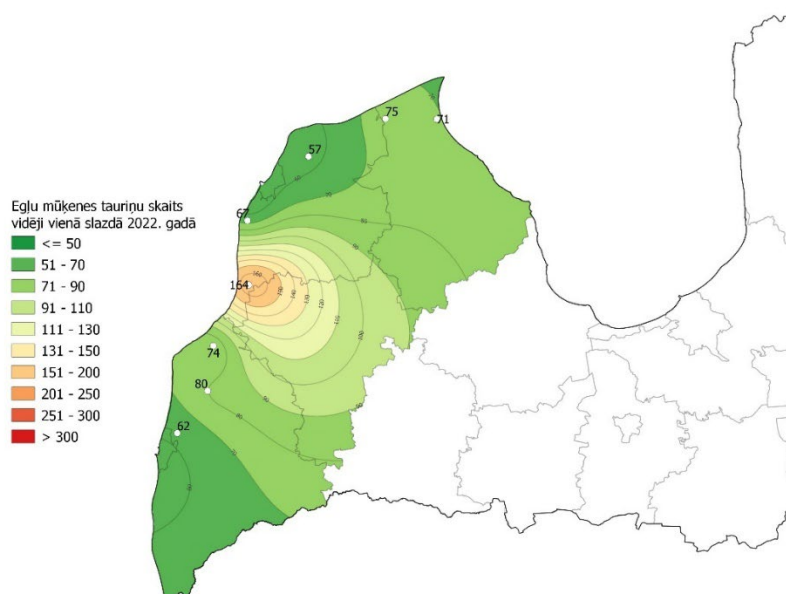 75
71
57
67
Egļu mūķenes tauriņu skaits
vidēji vienā slazdā 2022. gadā
<= 50
51 - 70
71 - 90
91 - 110
111 - 130
131 - 150
151 - 200
201 - 250
251 - 300
> 300
164
160
74
80
62